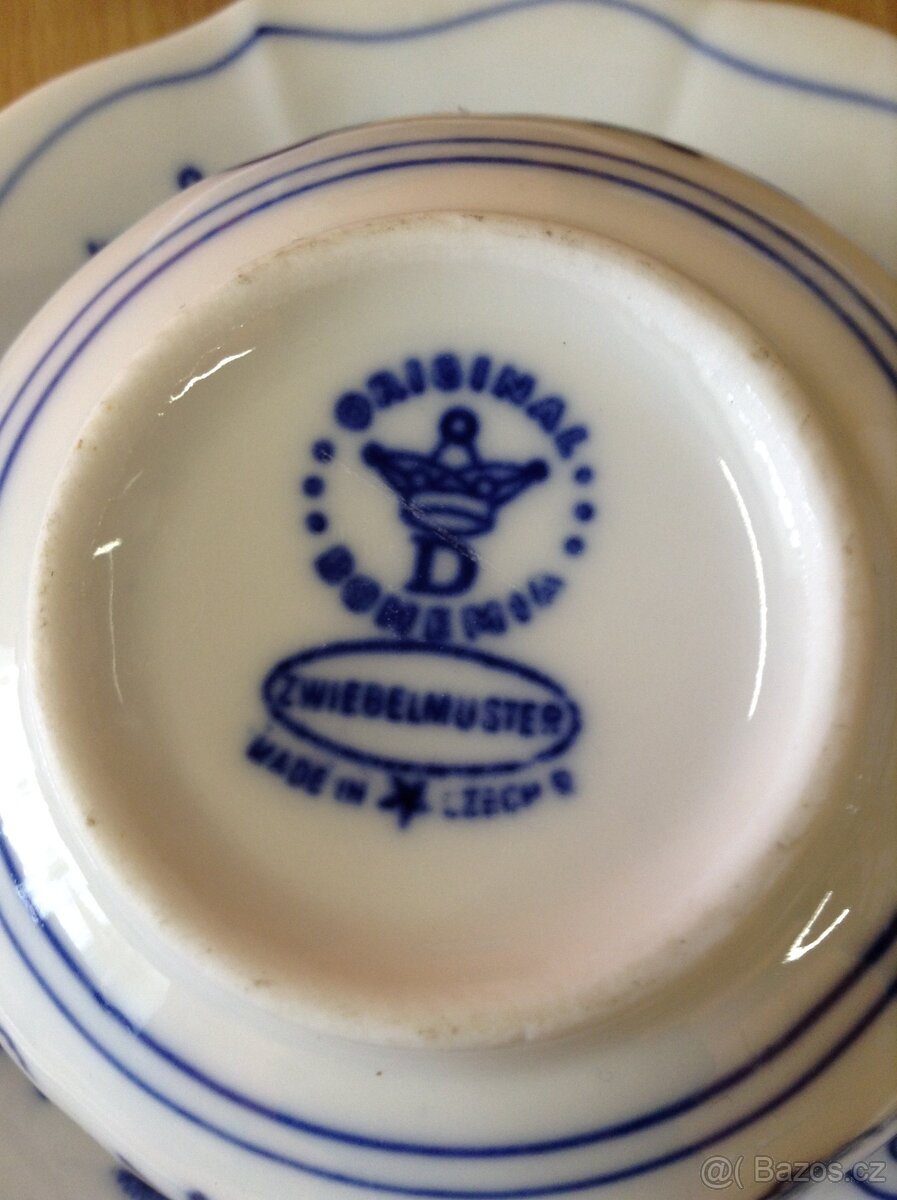 ORIGINAL
D
BOHEMIA
ZWIEBELMUSTER
MADE IN CZECH R
@( Bazos.cz